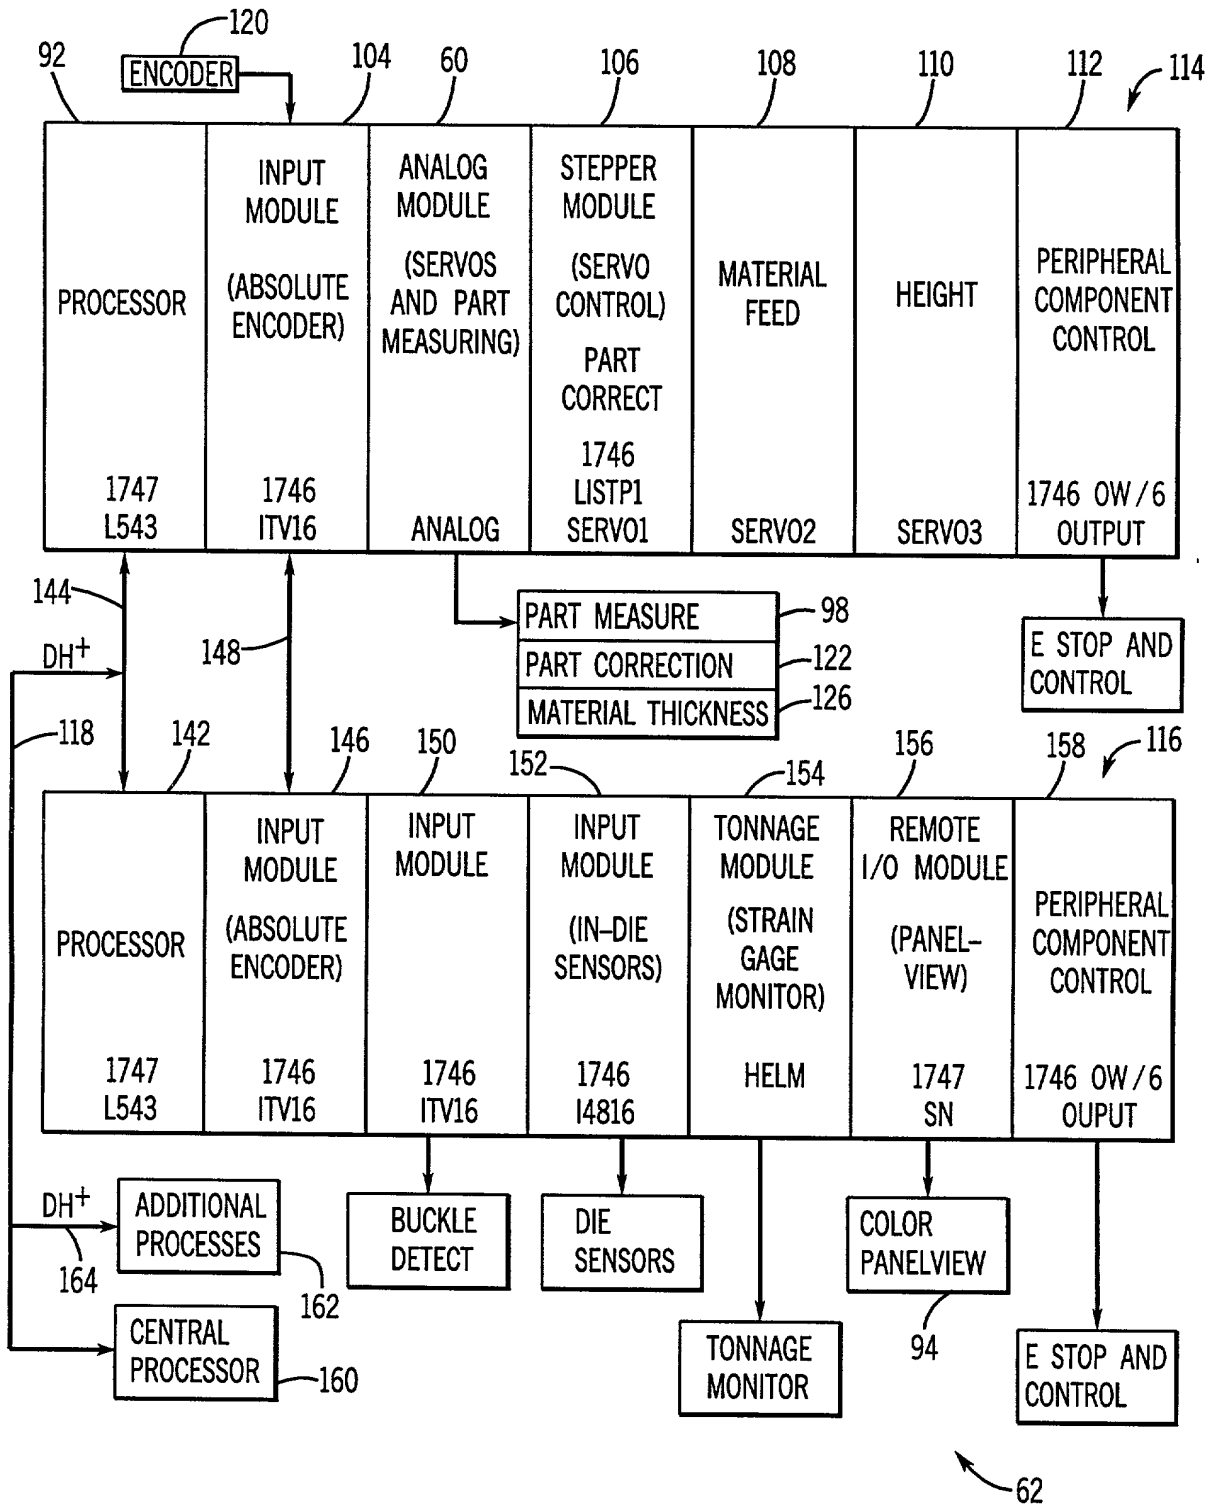 120
92
ENCODER
104
60
106
108
110
112
114
PROCESSOR
1747
L543
INPUT
MODULE
(ABSOLUTE
ENCODER)
1746
ITV16
ANALOG
MODULE
(SERVOS
AND PART
MEASURING)
ANALOG
STEPPER
MODULE
(SERVO
CONTROL)
PART
CORRECT
1746
LISTP1
SERVO1
MATERIAL
FEED
SERVO2
HEIGHT
SERVO3
PERIPHERAL
COMPONENT
CONTROL
1746 OW/6
OUTPUT
144
148
DH+
118
PART MEASURE
98
PART CORRECTION
122
MATERIAL THICKNESS
126
E STOP AND
CONTROL
142
146
150
152
154
156
158
116
PROCESSOR
1747
L543
INPUT
MODULE
(ABSOLUTE
ENCODER)
1746
ITV16
INPUT
MODULE
1746
ITV16
INPUT
MODULE
(IN-DIE
SENSORS)
1746
I4816
TONNAGE
MODULE
(STRAIN
GAGE
MONITOR)
HELM
REMOTE
I/O MODULE
(PANEL-
VIEW)
1747
SN
PERIPHERAL
COMPONENT
CONTROL
1746 OW/6
OUPUT
DH+
164
ADDITIONAL
PROCESSES
162
CENTRAL
PROCESSOR
160
BUCKLE
DETECT
DIE
SENSORS
TONNAGE
MONITOR
COLOR
PANELVIEW
94
E STOP AND
CONTROL
62